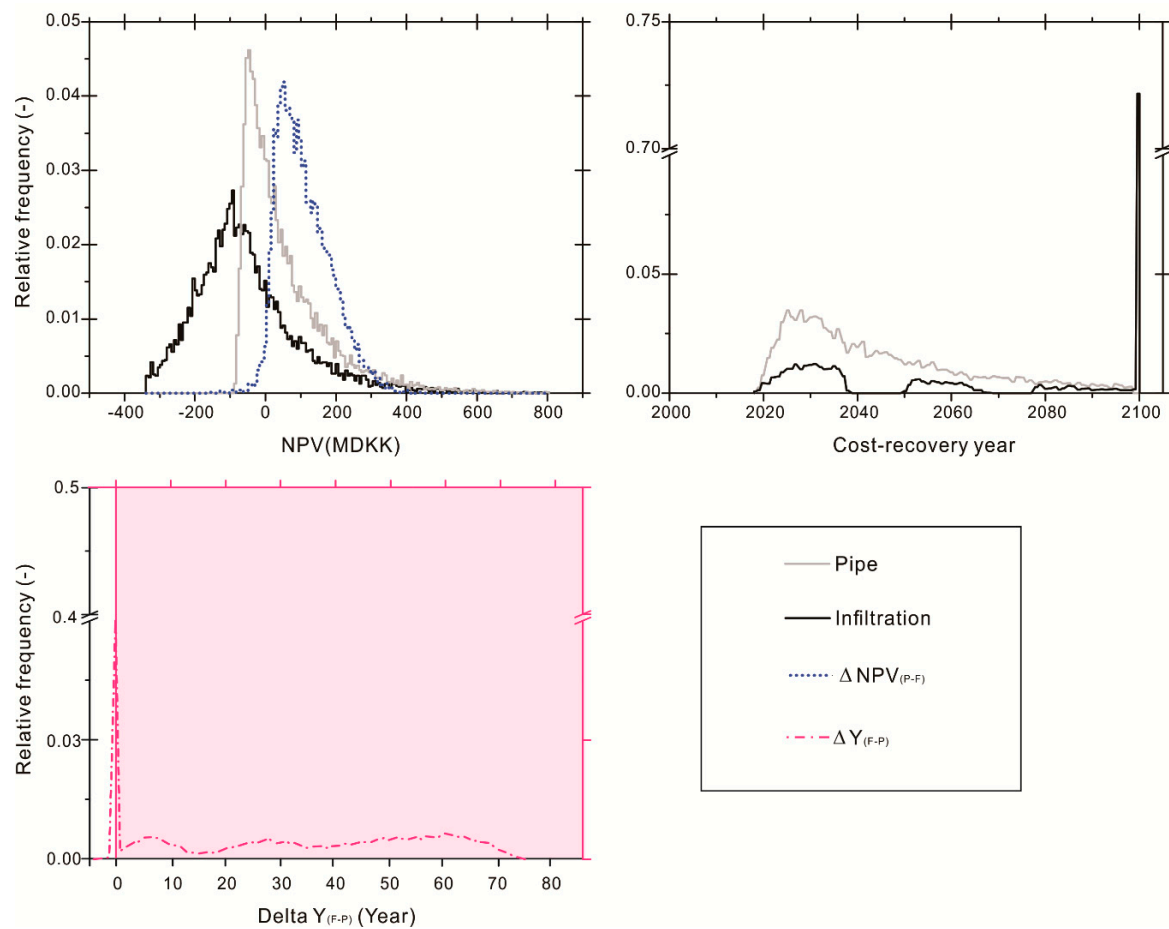 0.05
0.04
0.03
0.02
0.01
0.00
Relative frequency (-)
-400 -200 0 200 400 600 800
NPV(MDKK)
0.75
0.70
0.05
0.00
2000 2020 2040 2060 2080 2100
Cost-recovery year
0.5
0.4
0.03
0.00
Relative frequency (-)
0 10 20 30 40 50 60 70 80
Delta Y(F-P) (Year)
Pipe
Infiltration
Δ NPV(P-F)
Δ Y(F-P)